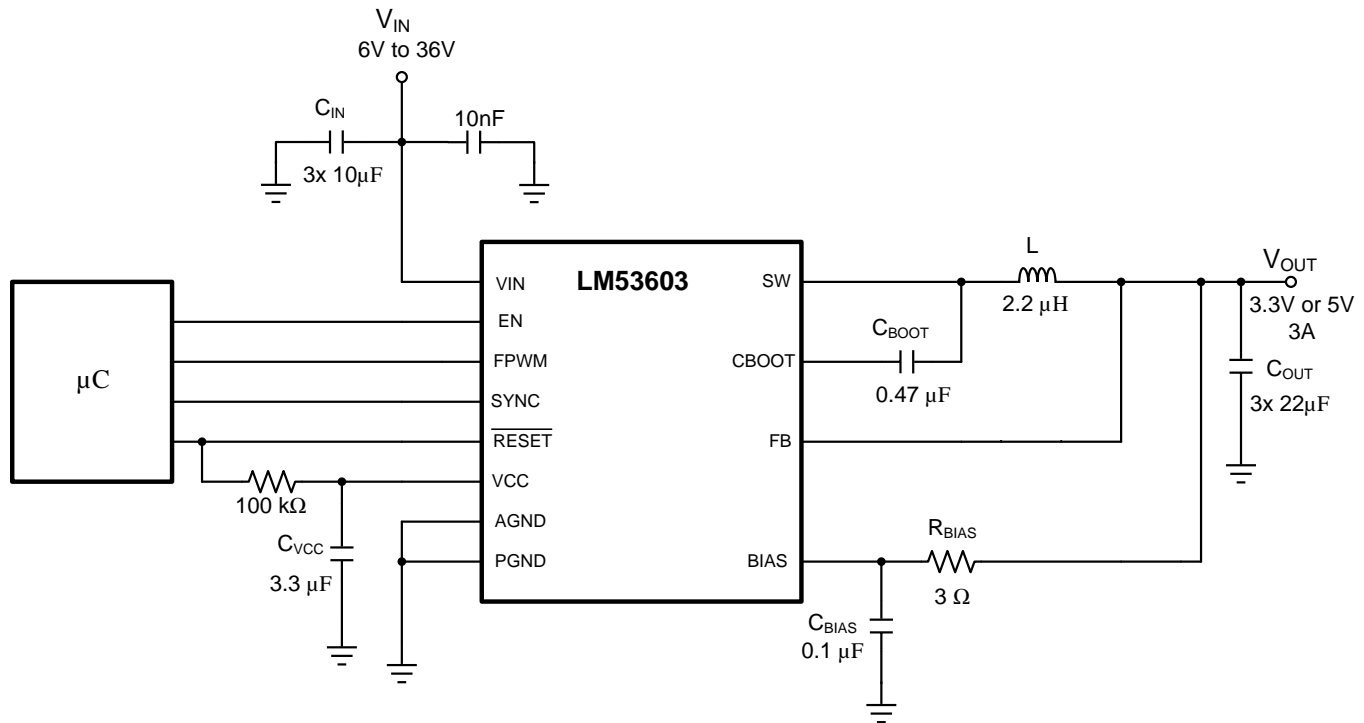 VIN
6V to 36V
CIN
10nF
3x 10µF
LM53603
VIN
SW
L
2.2 µH
VOUT
3.3V or 5V
3A
EN
CBOOT
0.47 µF
µC
FPWM
CBOOT
COUT
3x 22µF
SYNC
RESET
FB
100 kΩ
VCC
AGND
CVCC
3.3 µF
PGND
BIAS
RBIAS
3 Ω
CBIAS
0.1 µF